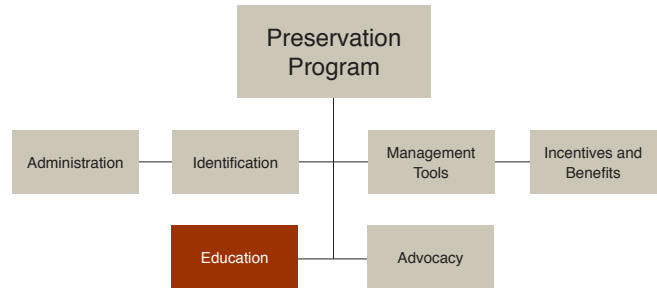 Preservation
Program
Administration
Identification
Management
Tools
Incentives and
Benefits
Education
Advocacy